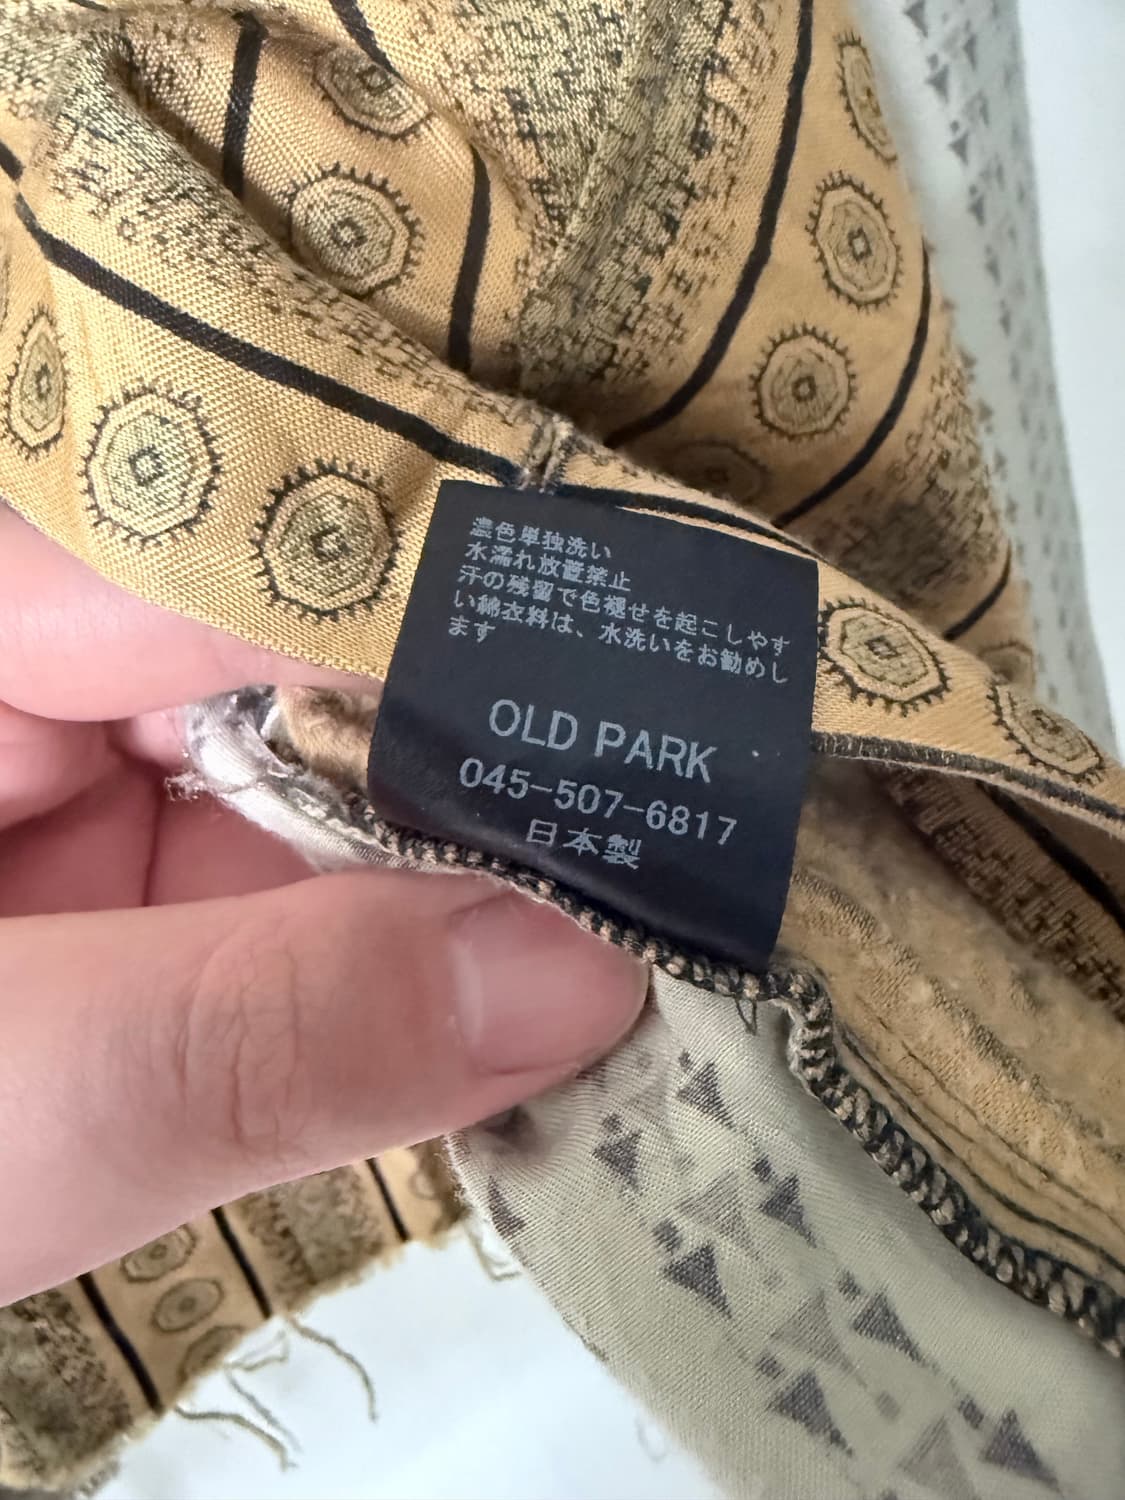 濃色単独洗い
水濡れ放置禁止
汗の残留で色褪せを起こしやす
い綿衣料は、水洗いをお勧めし
ます
OLD PARK
045-507-6817
日本製